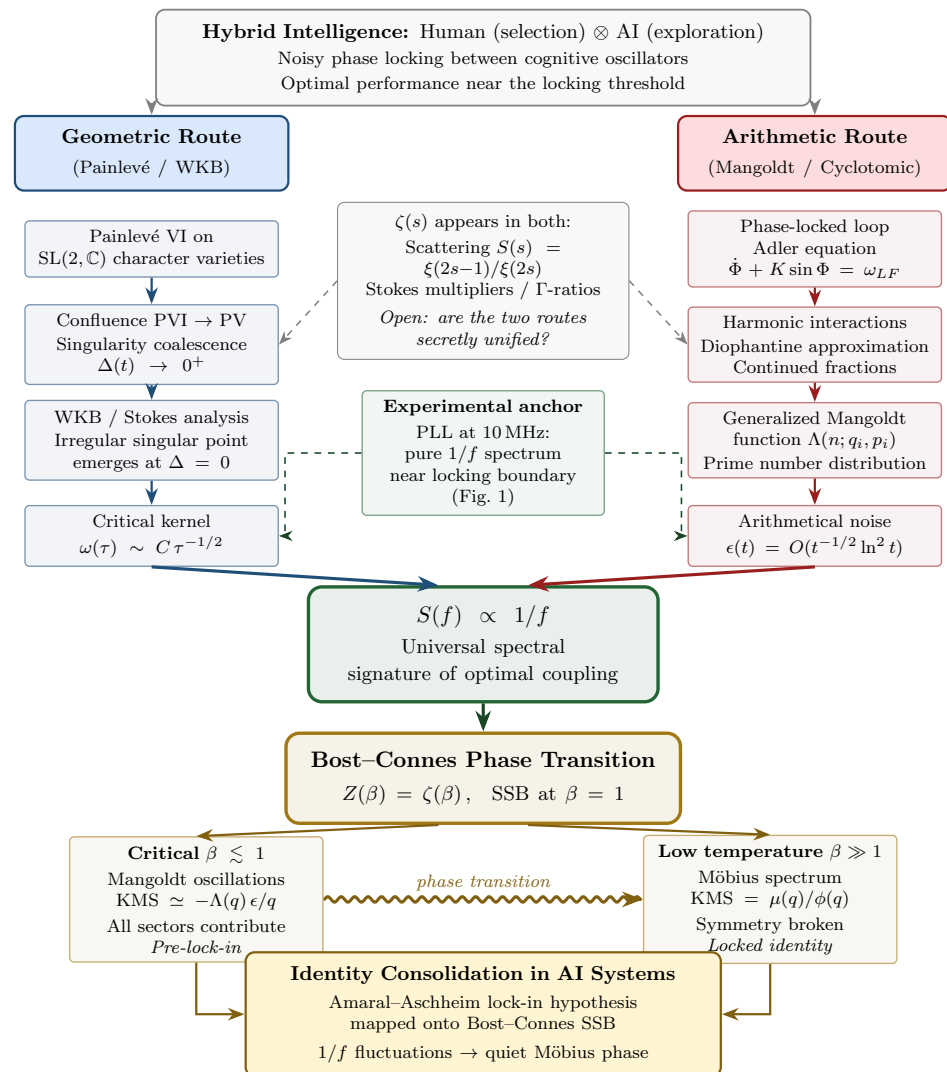 Hybrid Intelligence: Human (selection) ⊗ AI (exploration)
Noisy phase locking between cognitive oscillators
Optimal performance near the locking threshold
Geometric Route
(Painlevé / WKB)
Arithmetic Route
(Mangoldt / Cyclotomic)
Painlevé VI on
SL(2, ℂ) character varieties
ζ(s) appears in both:
Scattering S(s) =
ξ(2s−1)/ξ(2s)
Stokes multipliers / Γ-ratios
Open: are the two routes
secretly unified?
Phase-locked loop
Adler equation
Φ̇ + K sin Φ = ω_{LF}
Confluence PVI → PV
Singularity coalescence
Δ(t) → 0⁺
Harmonic interactions
Diophantine approximation
Continued fractions
WKB / Stokes analysis
Irregular singular point
emerges at Δ = 0
Experimental anchor
PLL at 10 MHz:
pure 1/f spectrum
near locking boundary
(Fig. 1)
Generalized Mangoldt
function Λ(n; q_i, p_i)
Prime number distribution
Critical kernel
ω(τ) ∼ C τ^{−1/2}
Arithmetical noise
ϵ(t) = O(t^{−1/2} ln² t)
S(f) ∝ 1/f
Universal spectral
signature of optimal coupling
Bost–Connes Phase Transition
Z(β) = ζ(β), SSB at β = 1
Critical β ≲ 1
Mangoldt oscillations
KMS ≃ −Λ(q) ϵ/q
All sectors contribute
Pre-lock-in
phase transition
Low temperature β ≫ 1
Möbius spectrum
KMS = μ(q)/ϕ(q)
Symmetry broken
Locked identity
Identity Consolidation in AI Systems
Amaral–Aschheim lock-in hypothesis
mapped onto Bost–Connes SSB
1/f fluctuations → quiet Möbius phase